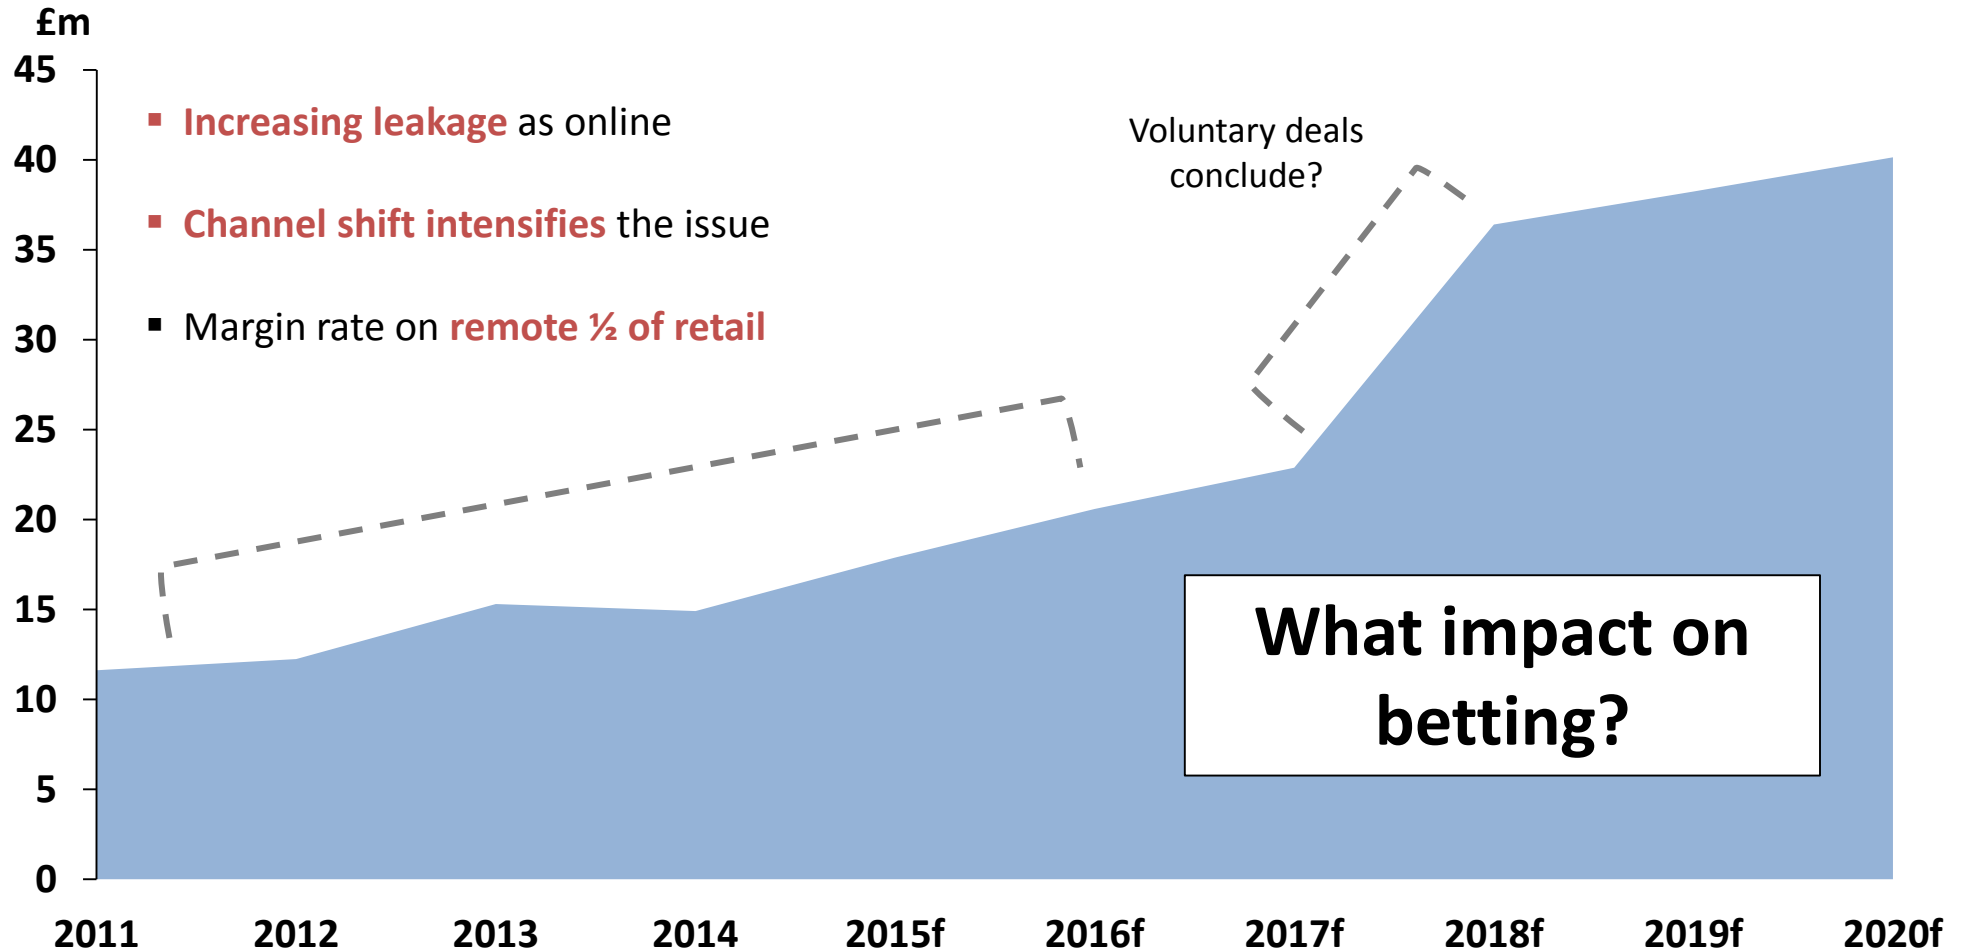 £m
45
40
35
30
25
20
15
10
5
0
▪ Increasing leakage as online
▪ Channel shift intensifies the issue
▪ Margin rate on remote ½ of retail
Voluntary deals
conclude?
What impact on
betting?
2011 2012 2013 2014 2015f 2016f 2017f 2018f 2019f 2020f